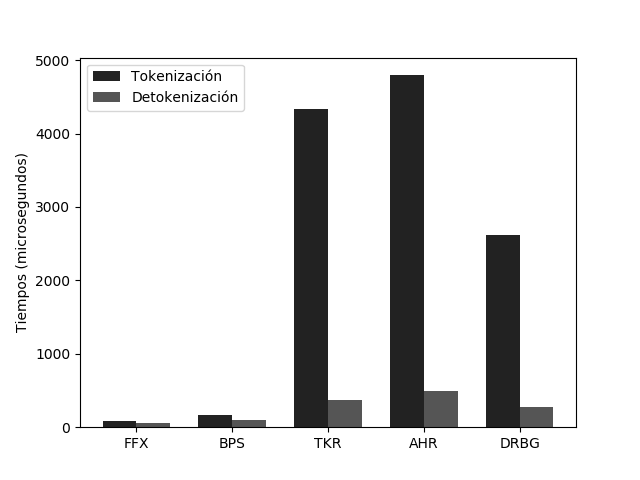 Tokenización
Detokenización
Tiempos (microsegundos)
5000
4000
3000
2000
1000
0
FFX BPS TKR AHR DRBG